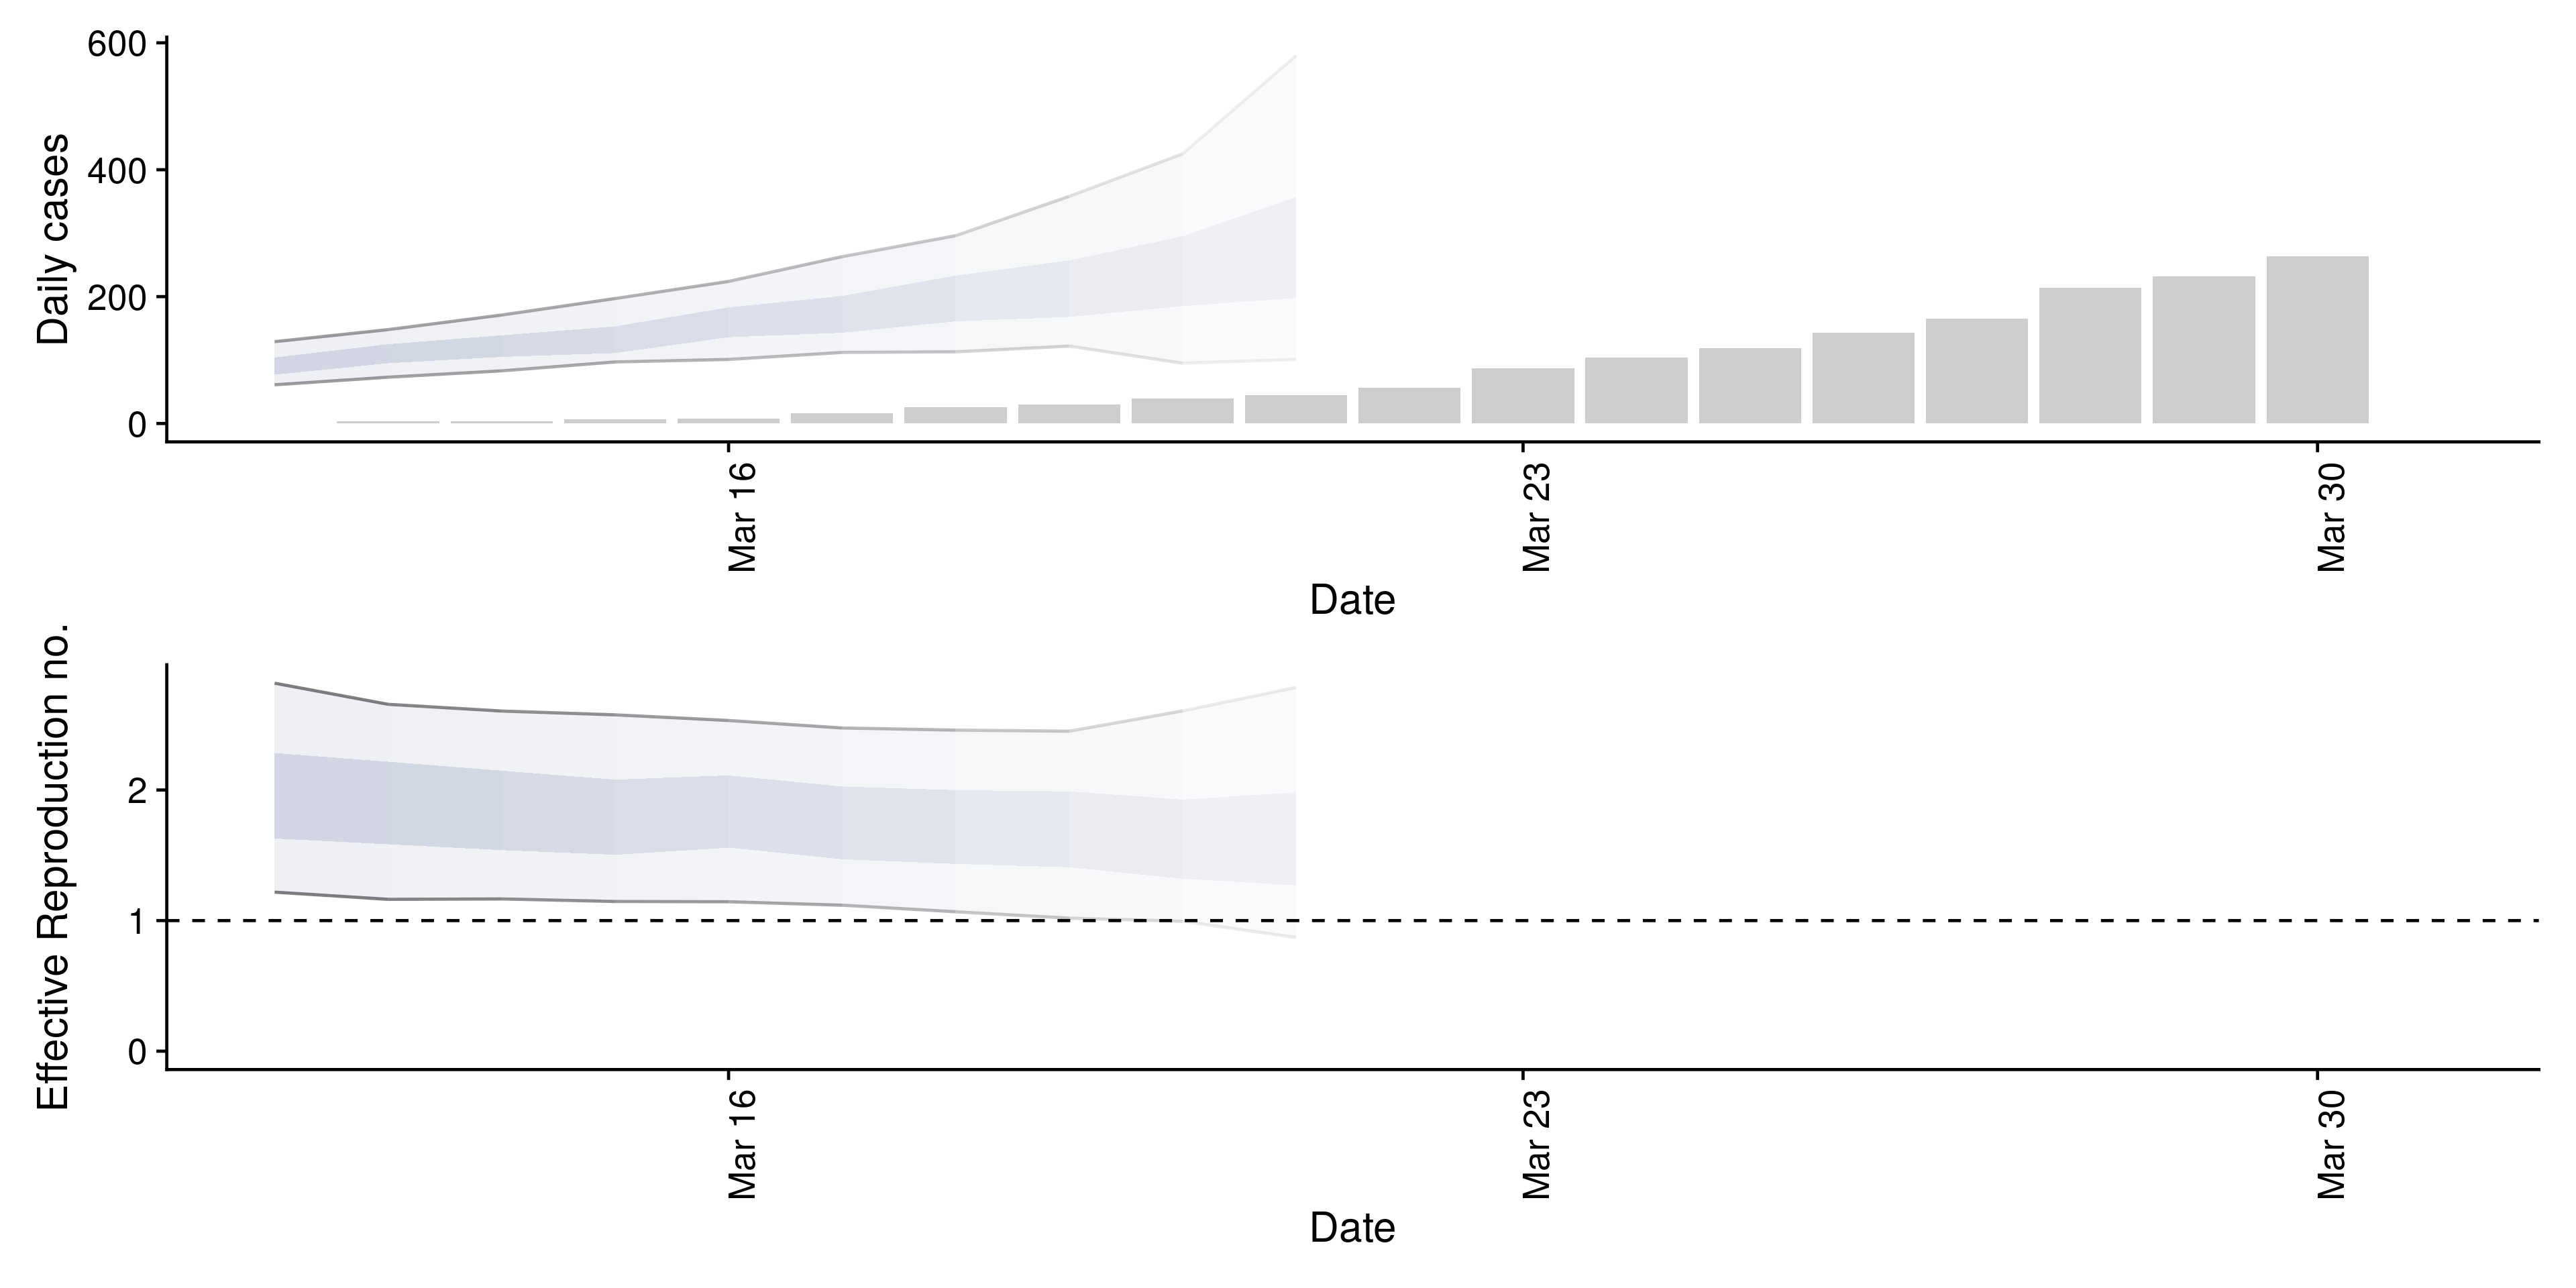 Daily cases
600
400
200
0
Mar 16
Mar 23
Mar 30
Date
Effective Reproduction no.
2
1
0
Mar 16
Mar 23
Mar 30
Date